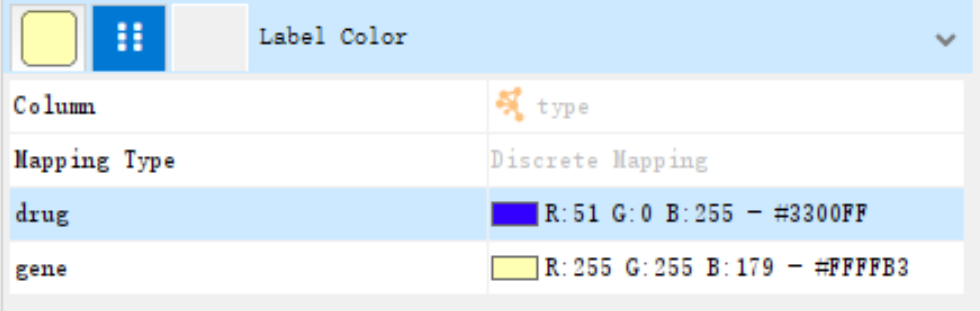 Label Color
Column type
Mapping Type Discrete Mapping
drug R:51 G:0 B:255 - #3300FF
gene R:255 G:255 B:179 - #FFFFB3